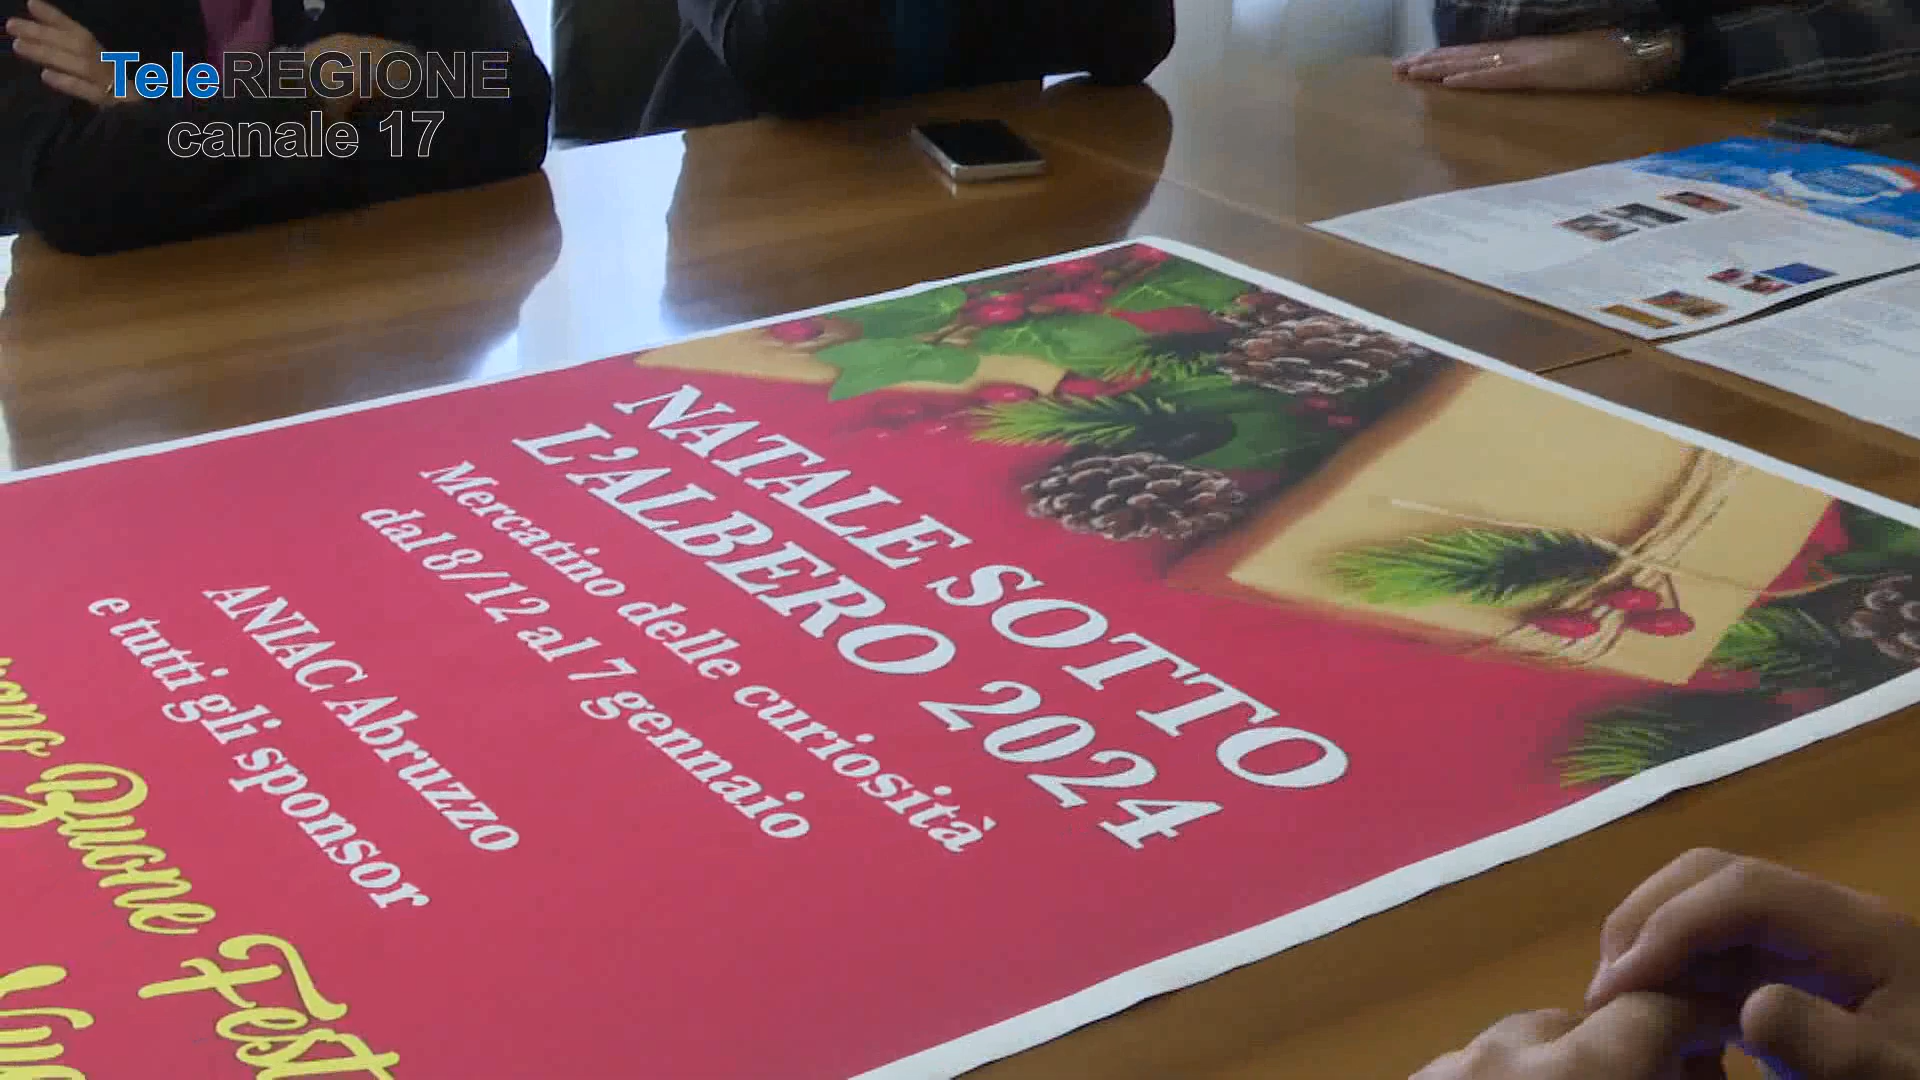 TeleREGIONE
canale 17
NATALE SOTTO
L'ALBERO 2024
Mercatino delle curiosità
dal 8/12 al 7 gennaio
ANIAC Abruzzo
e tutti gli sponsor
Buone Fest